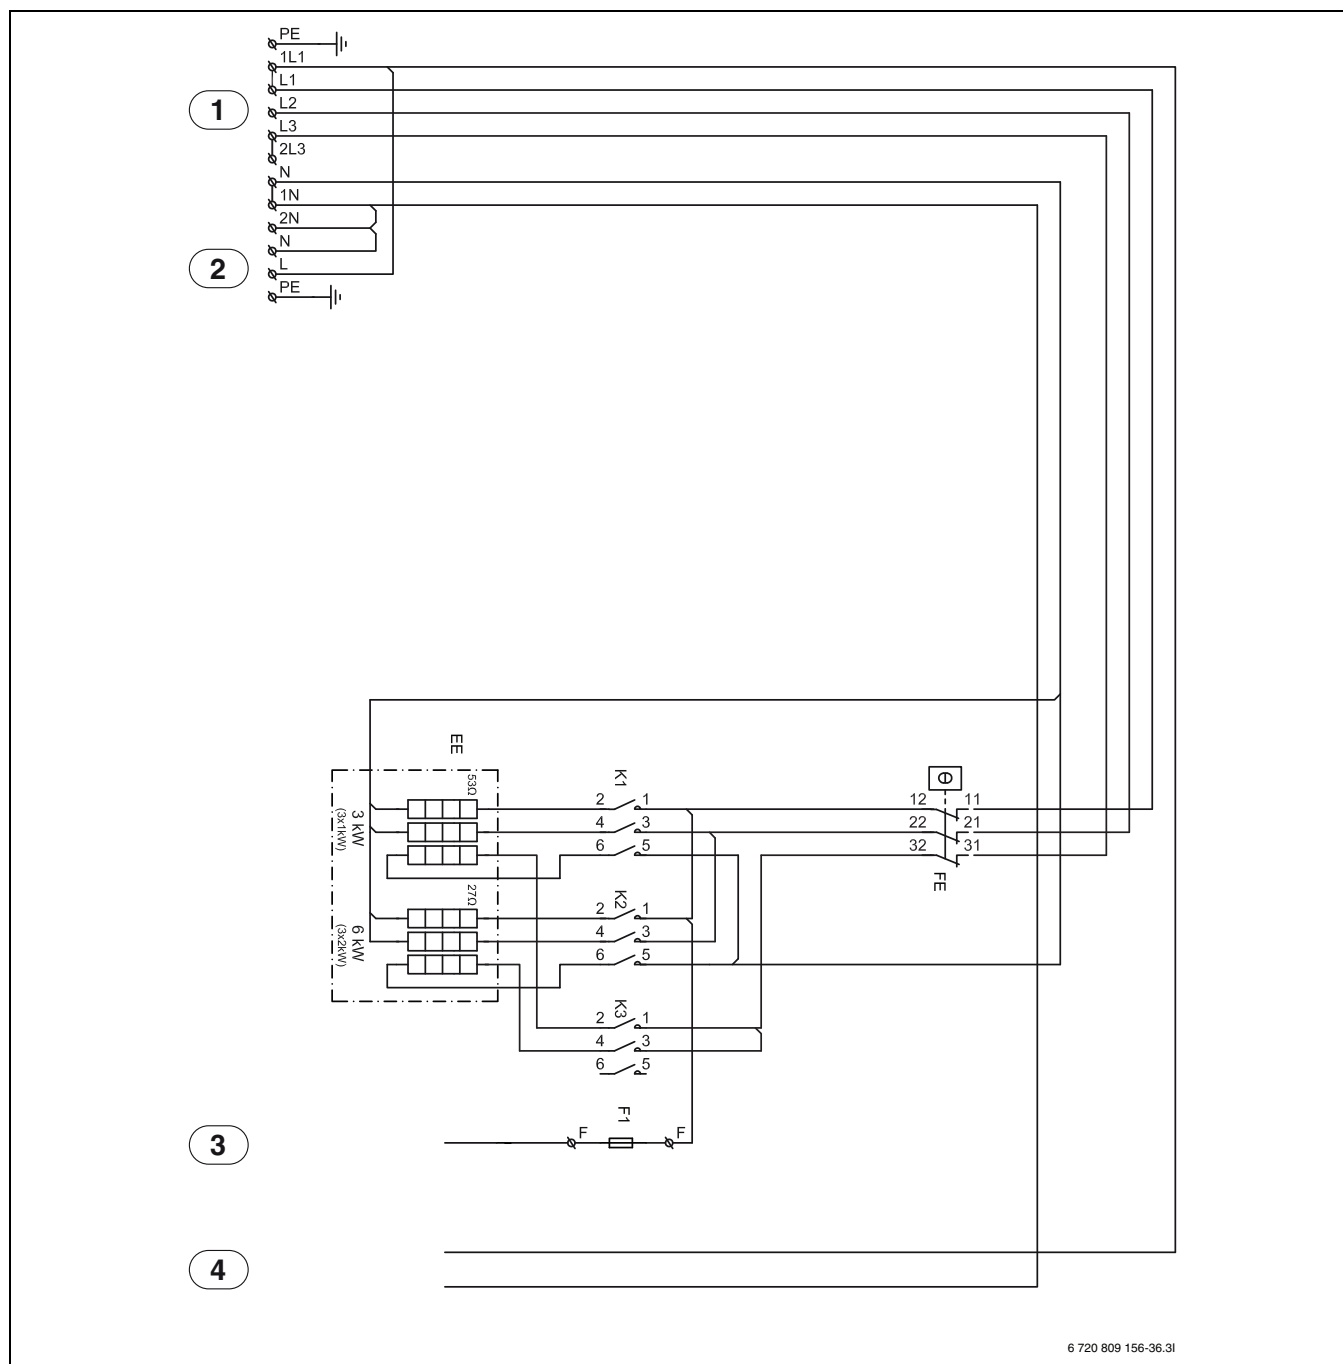 PE
1L1
L1
1
L2
L3
2L3
N
1N
2N
N
2
L
PE
EE
53Ω
3 kW
(3x1kW)
27Ω
6 kW
(3x2kW)
K1
2 1
4 3
6 5
K2
2 1
4 3
6 5
K3
2 1
4 3
6 5
Θ
12 11
22 21
32 31
FE
F1
3
F F
4
6 720 809 156-36.3I